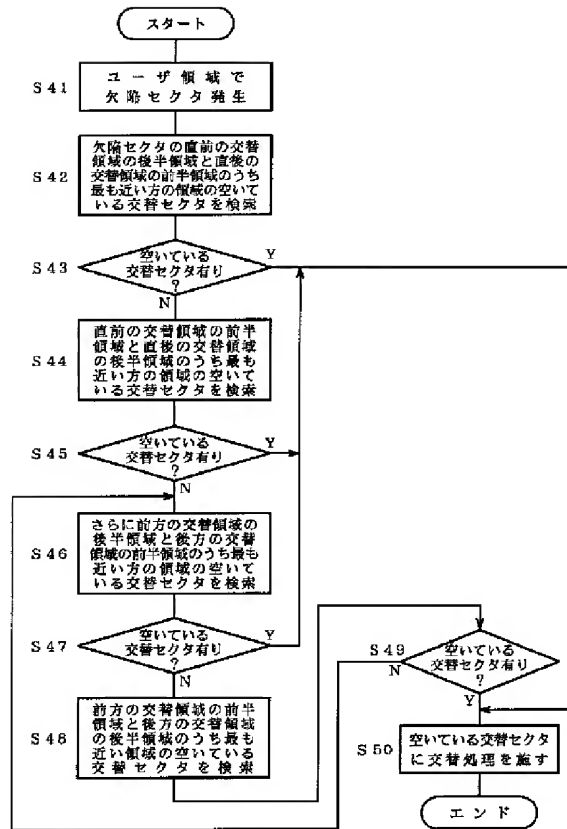 スタート
S41
ユーザ領域で
欠陥セクタ発生
S42
欠陥セクタの直前の交替
領域の後半領域と直後の
交替領域の前半領域のうち
最も近い方の領域の空いて
いる交替セクタを検索
S43
空いている
交替セクタ有り
?
Y
N
S44
直前の交替領域の前半
領域と直後の交替領域
の後半領域のうち最も
近い方の領域の空いて
いる交替セクタを検索
S45
空いている
交替セクタ有り
?
Y
N
S46
さらに前方の交替領域の
後半領域と後方の交替
領域の前半領域のうち最も
近い方の領域の空いて
いる交替セクタを検索
S47
空いている
交替セクタ有り
?
Y
N
S48
前方の交替領域の前半
領域と後方の交替領域
の後半領域のうち最も
近い領域の空いている
交替セクタを検索
S49
空いている
交替セクタ有り
?
N
Y
S50
空いている交替セクタ
に交替処理を施す
エンド